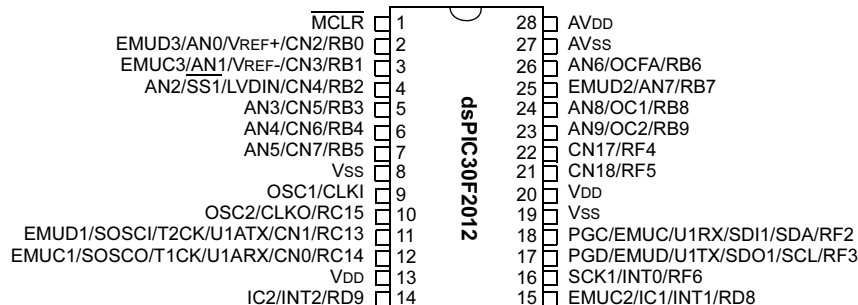 MCLR 1 28 AVDD
EMUD3/AN0/VREF+/CN2/RB0 2 27 AVSS
EMUC3/AN1/VREF-/CN3/RB1 3 26 AN6/OCFA/RB6
AN2/SS1/LVDIN/CN4/RB2 4 25 EMUD2/AN7/RB7
AN3/CN5/RB3 5 24 AN8/OC1/RB8
AN4/CN6/RB4 6 23 AN9/OC2/RB9
AN5/CN7/RB5 7 22 CN17/RF4
VSS 8 21 CN18/RF5
OSC1/CLKI 9 20 VDD
OSC2/CLKO/RC15 10 19 VSS
EMUD1/SOSCI/T2CK/U1ATX/CN1/RC13 11 18 PGC/EMUC/U1RX/SDI1/SDA/RF2
EMUC1/SOSCO/T1CK/U1ARX/CN0/RC14 12 17 PGD/EMUD/U1TX/SDO1/SCL/RF3
VDD 13 16 SCK1/INT0/RF6
IC2/INT2/RD9 14 15 EMUC2/IC1/INT1/RD8
dsPIC30F2012